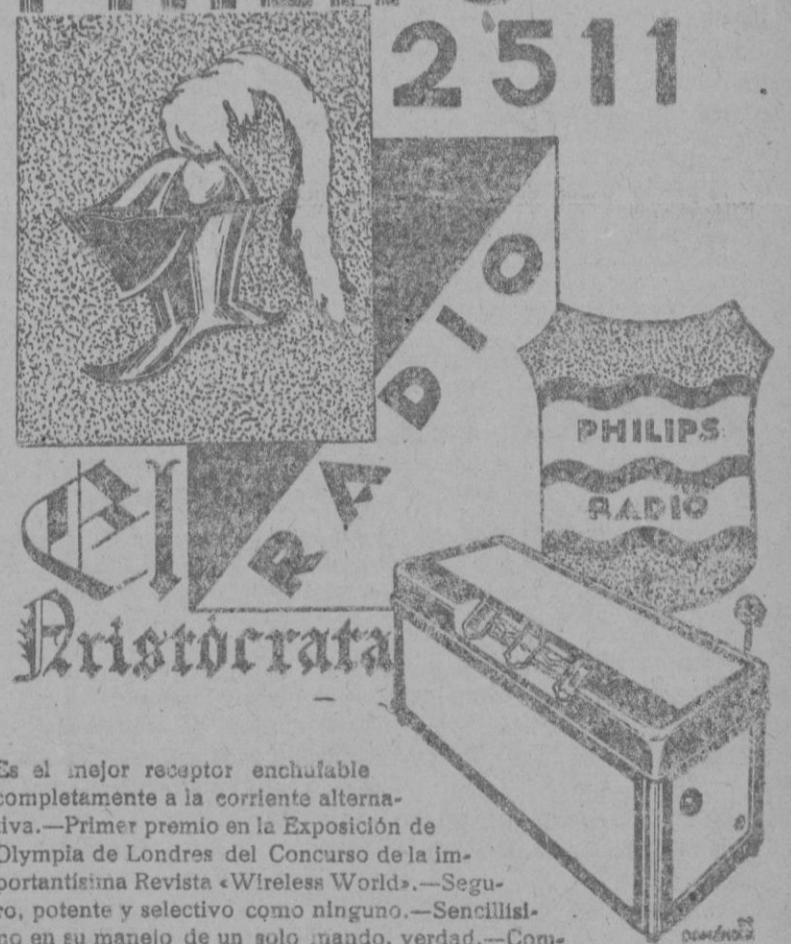 2511
RADIO
PHILIPS
RADIO
El
Aristócrata
Es el mejor receptor enchufable
completamente a la corriente alterna-
tiva.—Primer premio en la Exposición de
Olympia de Londres del Concurso de la im-
portantísima Revista «Wireless World».—Segu-
ro, potente y selectivo como ninguno.—Sencillísi-
mo en su manejo de un solo mando, verdad.—Com-